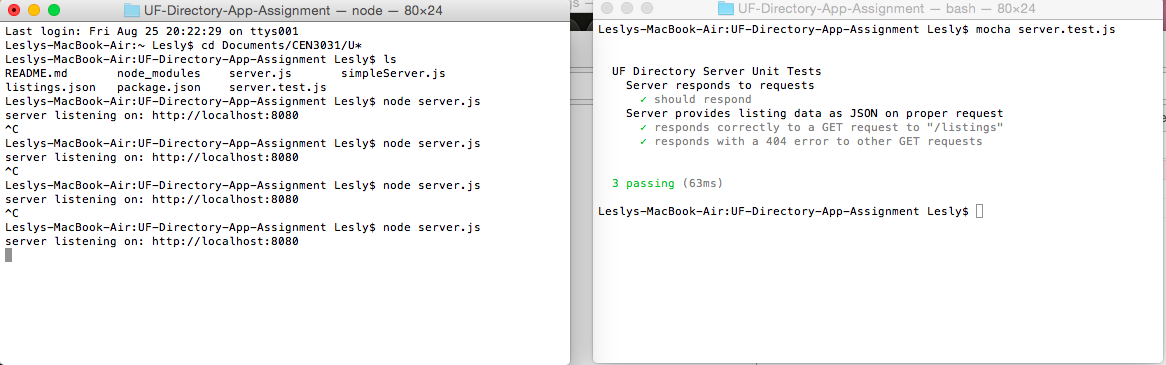 UF-Directory-App-Assignment — node — 80×24
Last login: Fri Aug 25 20:22:29 on ttys001
Leslys-MacBook-Air:~ Lesly$ cd Documents/CEN3031/U*
Leslys-MacBook-Air:UF-Directory-App-Assignment Lesly$ ls
README.md node_modules server.js simpleServer.js
listings.json package.json server.test.js
Leslys-MacBook-Air:UF-Directory-App-Assignment Lesly$ node server.js
server listening on: http://localhost:8080
^C
Leslys-MacBook-Air:UF-Directory-App-Assignment Lesly$ node server.js
server listening on: http://localhost:8080
^C
Leslys-MacBook-Air:UF-Directory-App-Assignment Lesly$ node server.js
server listening on: http://localhost:8080
^C
Leslys-MacBook-Air:UF-Directory-App-Assignment Lesly$ node server.js
server listening on: http://localhost:8080
UF-Directory-App-Assignment — bash — 80×24
Leslys-MacBook-Air:UF-Directory-App-Assignment Lesly$ mocha server.test.js
UF Directory Server Unit Tests
Server responds to requests
✓ should respond
Server provides listing data as JSON on proper request
✓ responds correctly to a GET request to "/listings"
✓ responds with a 404 error to other GET requests
3 passing (63ms)
Leslys-MacBook-Air:UF-Directory-App-Assignment Lesly$